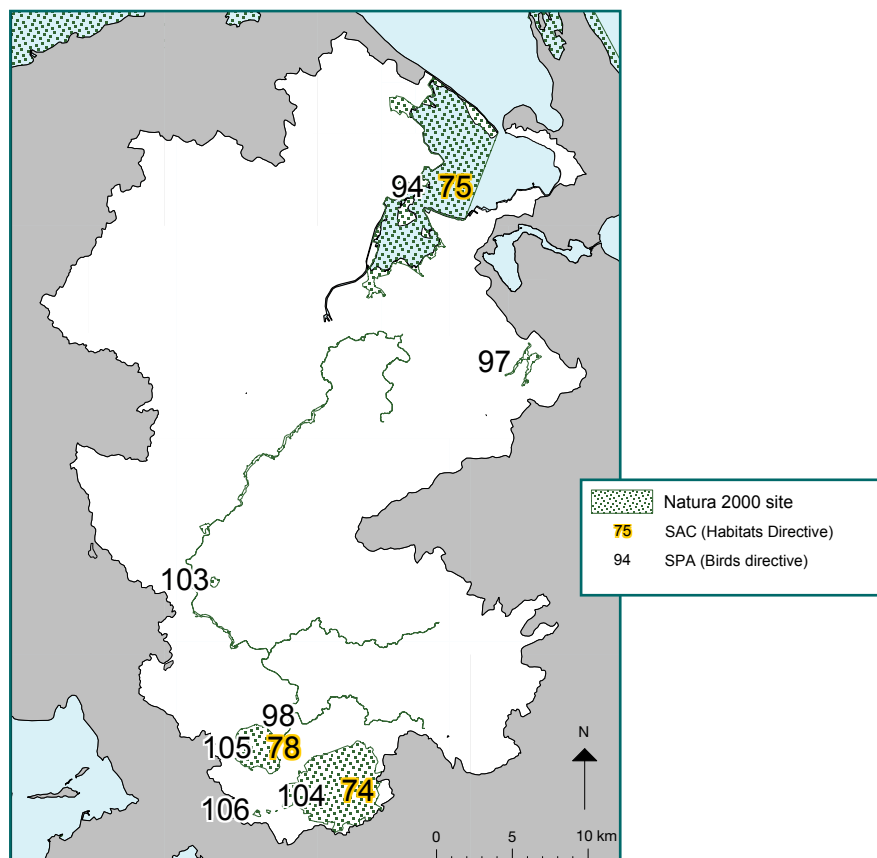 94 75
97
103
98
105 78
104 74
106
N
0 5 10 km
Natura 2000 site
75 SAC (Habitats Directive)
94 SPA (Birds directive)